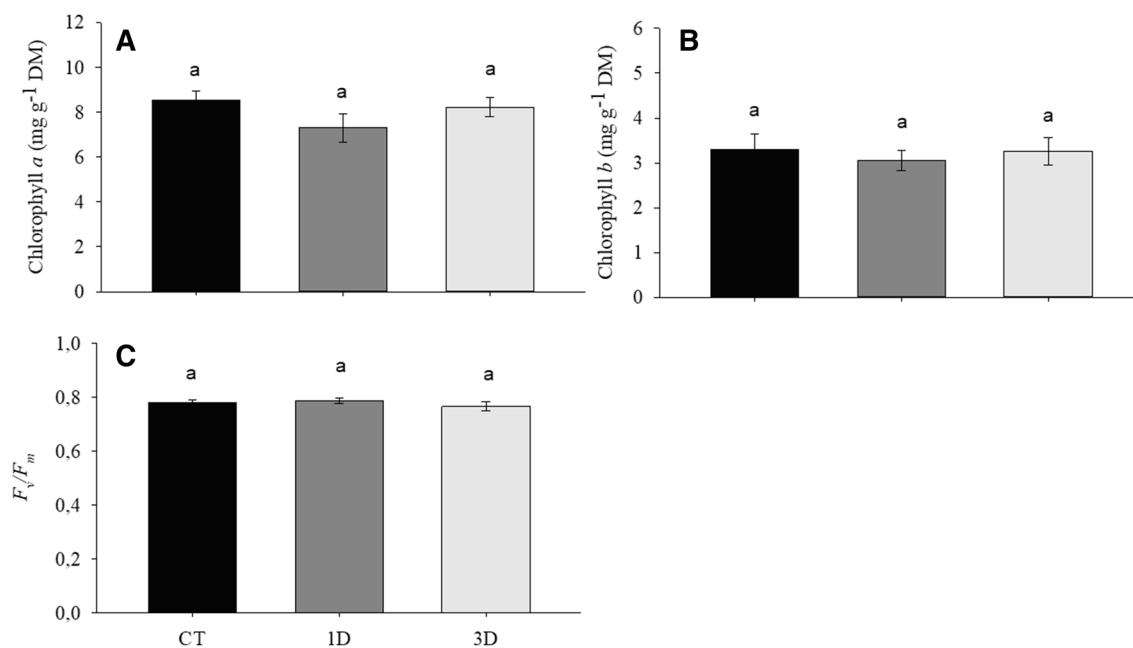 A
Chlorophyll a (mg g-1 DM)
12
10
8
6
4
2
0
a
a
a
B
Chlorophyll b (mg g-1 DM)
6
5
4
3
2
1
0
a
a
a
C
Fv/Fm
1,0
0,8
0,6
0,4
0,2
0,0
a
a
a
CT 1D 3D